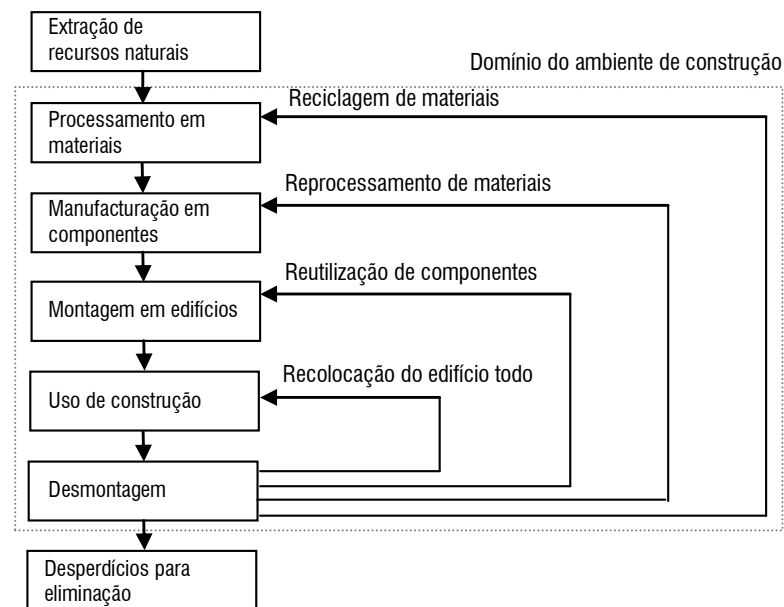 Extração de
recursos naturais
Domínio do ambiente de construção
Reciclagem de materiais
Processamento em
materiais
Reprocessamento de materiais
Manufacturação em
componentes
Reutilização de componentes
Montagem em edifícios
Recolocação do edifício todo
Uso de construção
Desmontagem
Desperdícios para
eliminação